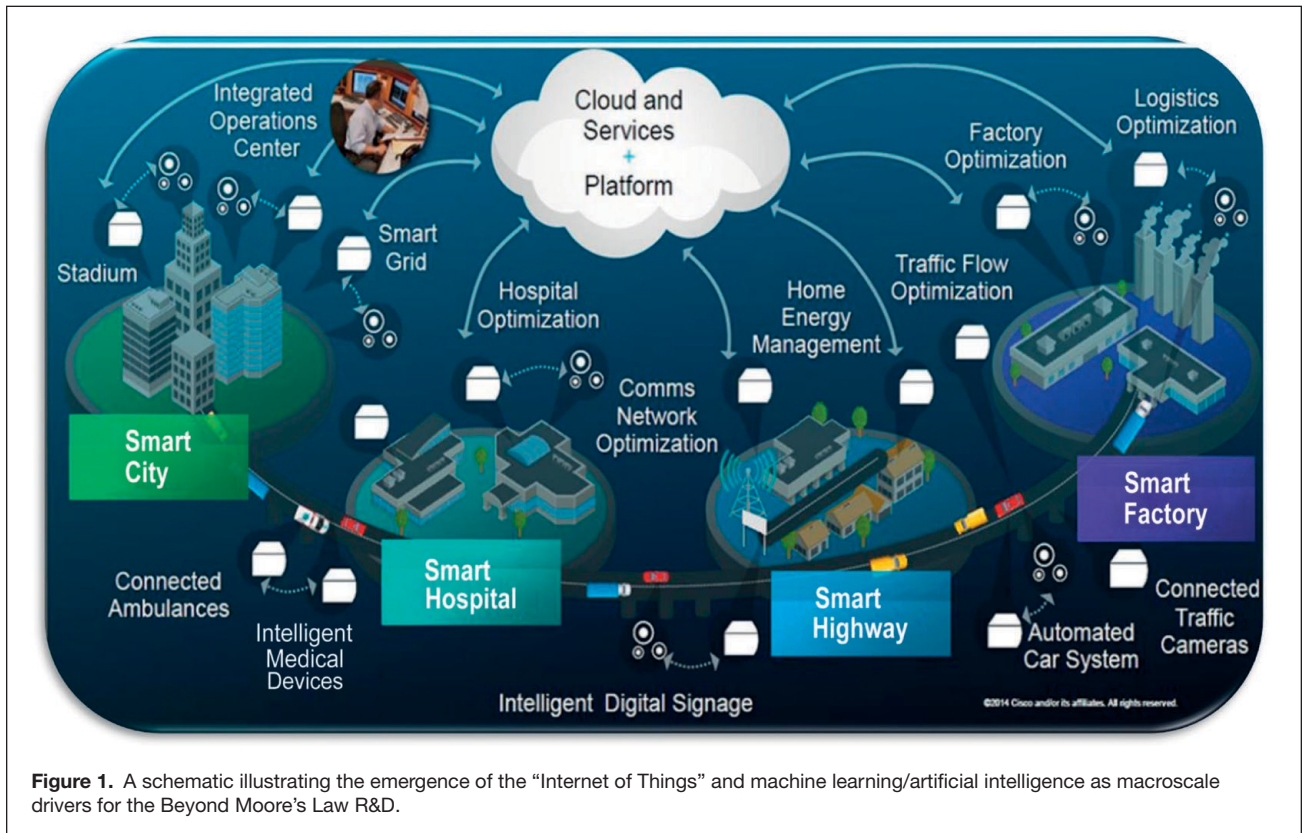 Integrated
Operations
Center
Cloud and
Services
+
Platform
Logistics
Optimization
Factory
Optimization
Stadium
Smart
Grid
Hospital
Optimization
Home
Energy
Management
Traffic Flow
Optimization
Comms
Network
Optimization
Smart
City
Smart
Hospital
Smart
Highway
Smart
Factory
Connected
Ambulances
Intelligent
Medical
Devices
Intelligent Digital Signage
Automated
Car System
Connected
Traffic
Cameras
©2014 Cisco and/or its affiliates. All rights reserved.
Figure 1. A schematic illustrating the emergence of the “Internet of Things” and machine learning/artificial intelligence as macroscale
drivers for the Beyond Moore’s Law R&D.